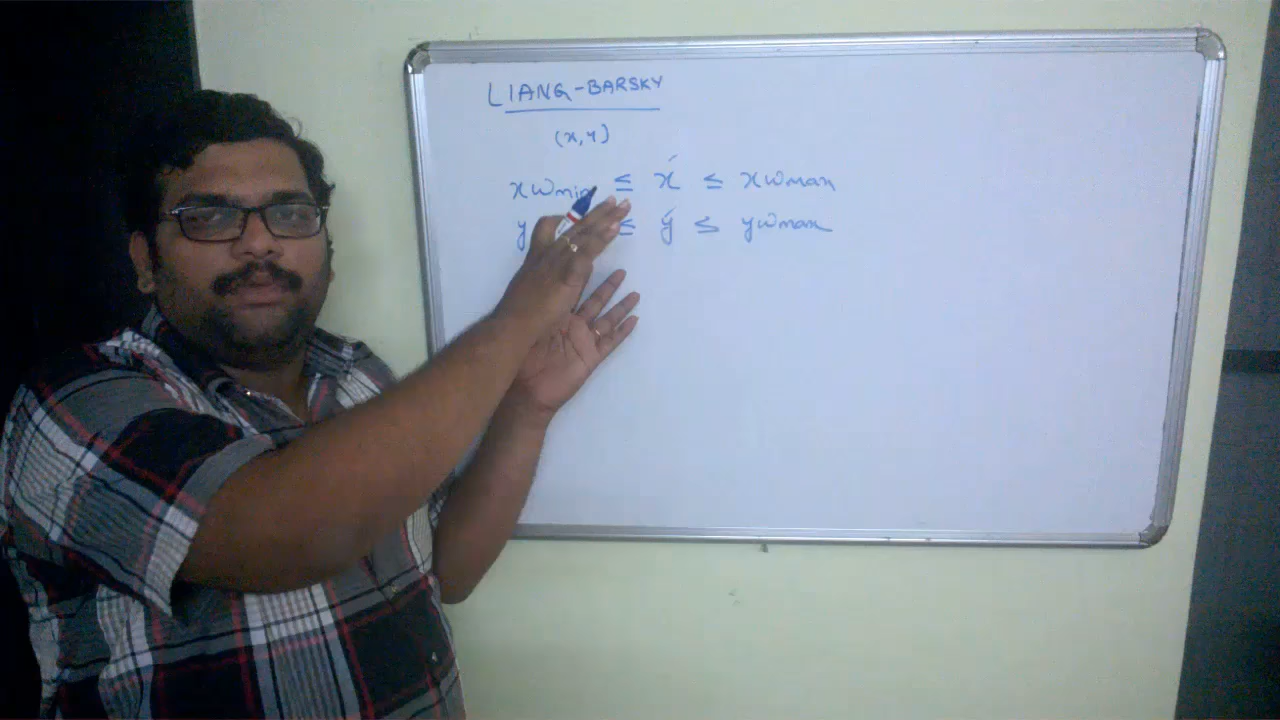 LIANG-BARSKY
(x,y)
xwmin ≤ x́ ≤ xwmax
y ≤ ý ≤ ywmax